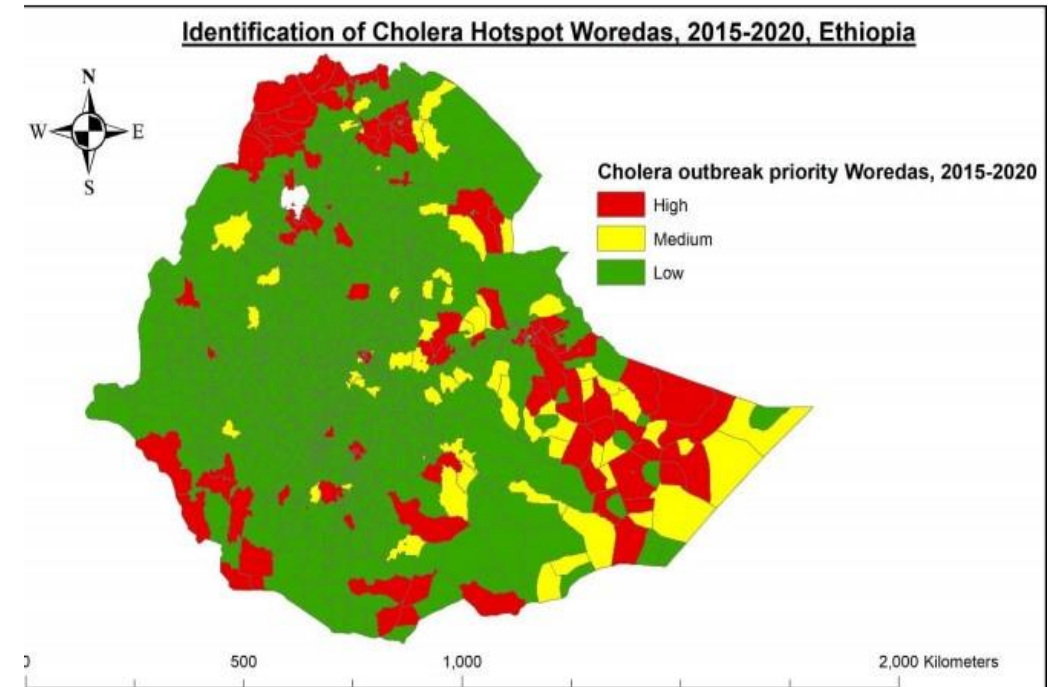 Identification of Cholera Hotspot Woredas, 2015-2020, Ethiopia
N
W E
S
Cholera outbreak priority Woredas, 2015-2020
High
Medium
Low
0 500 1,000 2,000 Kilometers